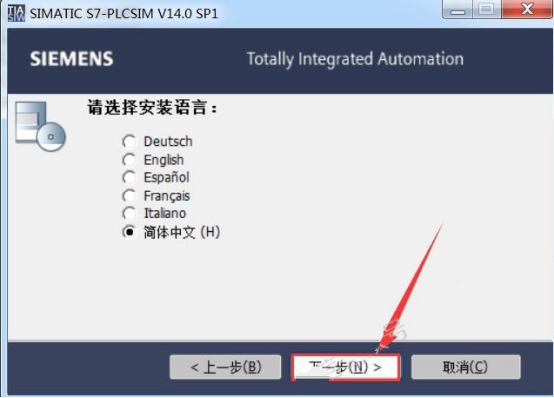 SIMATIC S7-PLCSIM V14.0 SP1
SIEMENS
Totally Integrated Automation
请选择安装语言：
Deutsch
English
Español
Français
Italiano
简体中文 (H)
< 上一步(B) 下一步(N) > 取消(C)